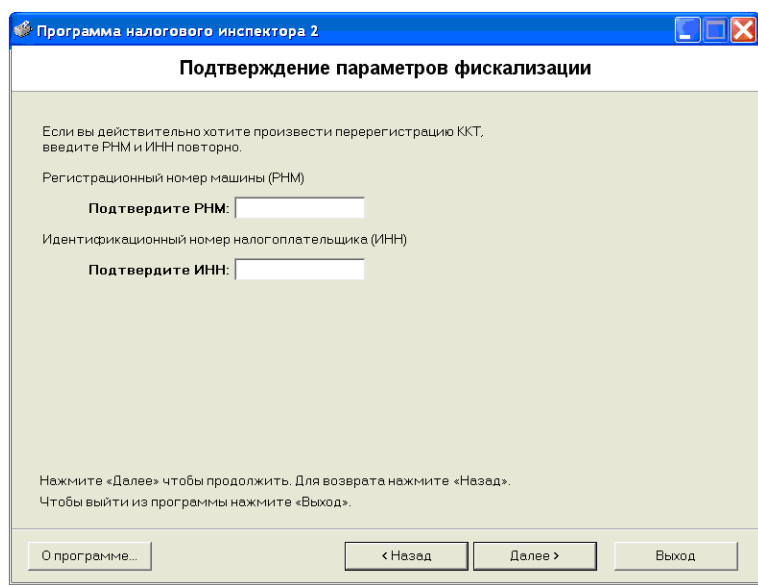 Программа налогового инспектора 2
Подтверждение параметров фискализации
Если вы действительно хотите произвести перерегистрацию ККТ,
введите РНМ и ИНН повторно.
Регистрационный номер машины (РНМ)
Подтвердите РНМ:
Идентификационный номер налогоплательщика (ИНН)
Подтвердите ИНН:
Нажмите «Далее» чтобы продолжить. Для возврата нажмите «Назад».
Чтобы выйти из программы нажмите «Выход».
О программе... < Назад Далее > Выход